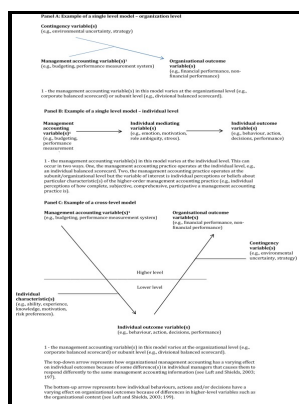 Panel A: Example of a single level model – organization level
Contingency variable(s)
(e.g., environmental uncertainty, strategy)
Management accounting variable(s)¹
(e.g., budgeting, performance measurement system)
Organisational outcome
variable(s)
(e.g., financial performance, non-
financial performance)
1 - the management accounting variable(s) in this model varies at the organizational level (e.g.,
corporate balanced scorecard) or subunit level (e.g., divisional balanced scorecard).
Panel B: Example of a single level model – individual level
Management
accounting
variable(s)¹
(e.g., budgeting,
performance
measurement
Individual mediating
variable(s)
(e.g., emotion, motivation,
role ambiguity, stress).
Individual outcome
variable(s)
(e.g., behaviour, action,
decisions, performance)
1 - the management accounting variable(s) in this model varies at the individual level. This can
occur in two ways. One, the management accounting practice operates at the individual level (e.g.,
an individual balanced scorecard). Two, the management accounting practice operates at the
subunit/organizational level but the variable of interest is individual perceptions or beliefs about
particular characteristic(s) of the higher-order management accounting practice (e.g., individual
perceptions of how complete, subjective, comprehensive, participative a management accounting
practice is).
Panel C: Example of a cross-level model
Management accounting variable(s)¹
(e.g., budgeting, performance measurement system)
Organisational outcome
variable(s)
(e.g., financial performance, non-
financial performance)
Contingency
variable(s)
(e.g., environmental
uncertainty, strategy)
Higher level
Lower level
Individual
characteristic(s)
(e.g., ability, experience,
knowledge, motivation,
risk preferences).
Individual outcome variable(s)
(e.g., behaviour, action, decisions, performance)
1 - the management accounting variable(s) in this model varies at the organizational level (e.g.,
corporate balanced scorecard) or subunit level (e.g., divisional balanced scorecard).
The top-down arrow represents how organizational management accounting has a varying effect
on individual outcomes because of some difference(s) in individual managers that causes them to
respond differently to the same management accounting information (see Luft and Shields, 2003;
197).
The bottom-up arrow represents how individual behaviours, actions and/or decisions have a
varying effect on organizational outcomes because of differences in higher-level variables such as
the organizational context (see Luft and Shields, 2003; 199).